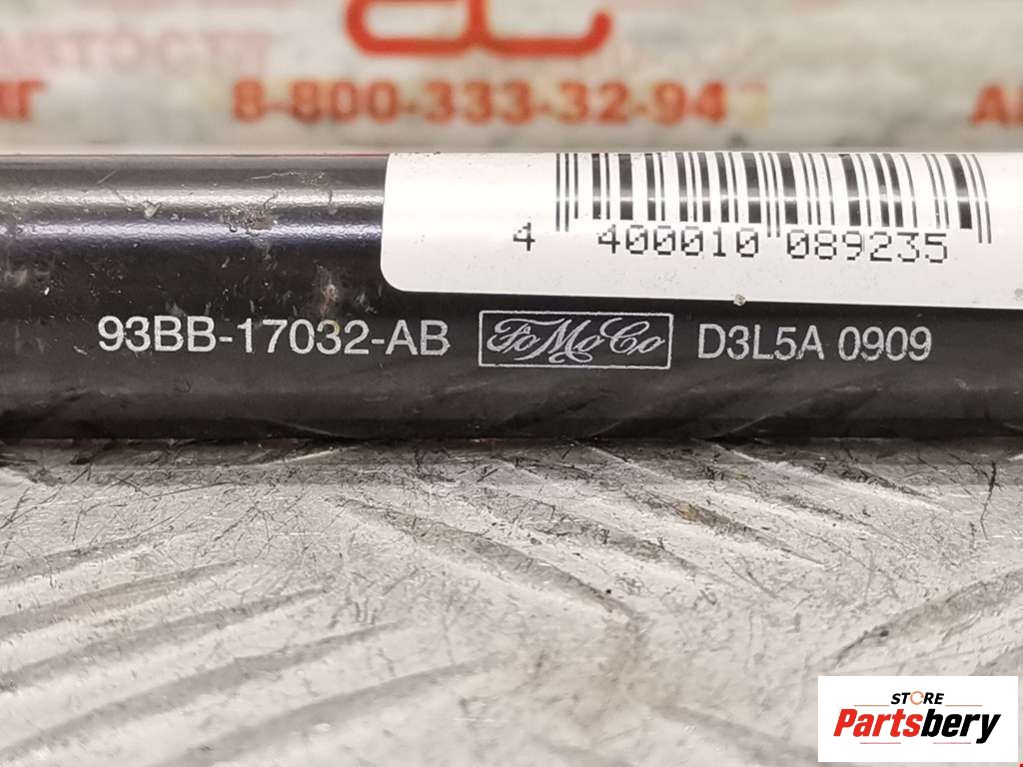 8-800-333-32-94
4 400010 089235
93BB-17032-AB FoMoCo D3L5A 0909
STORE
Partsbery